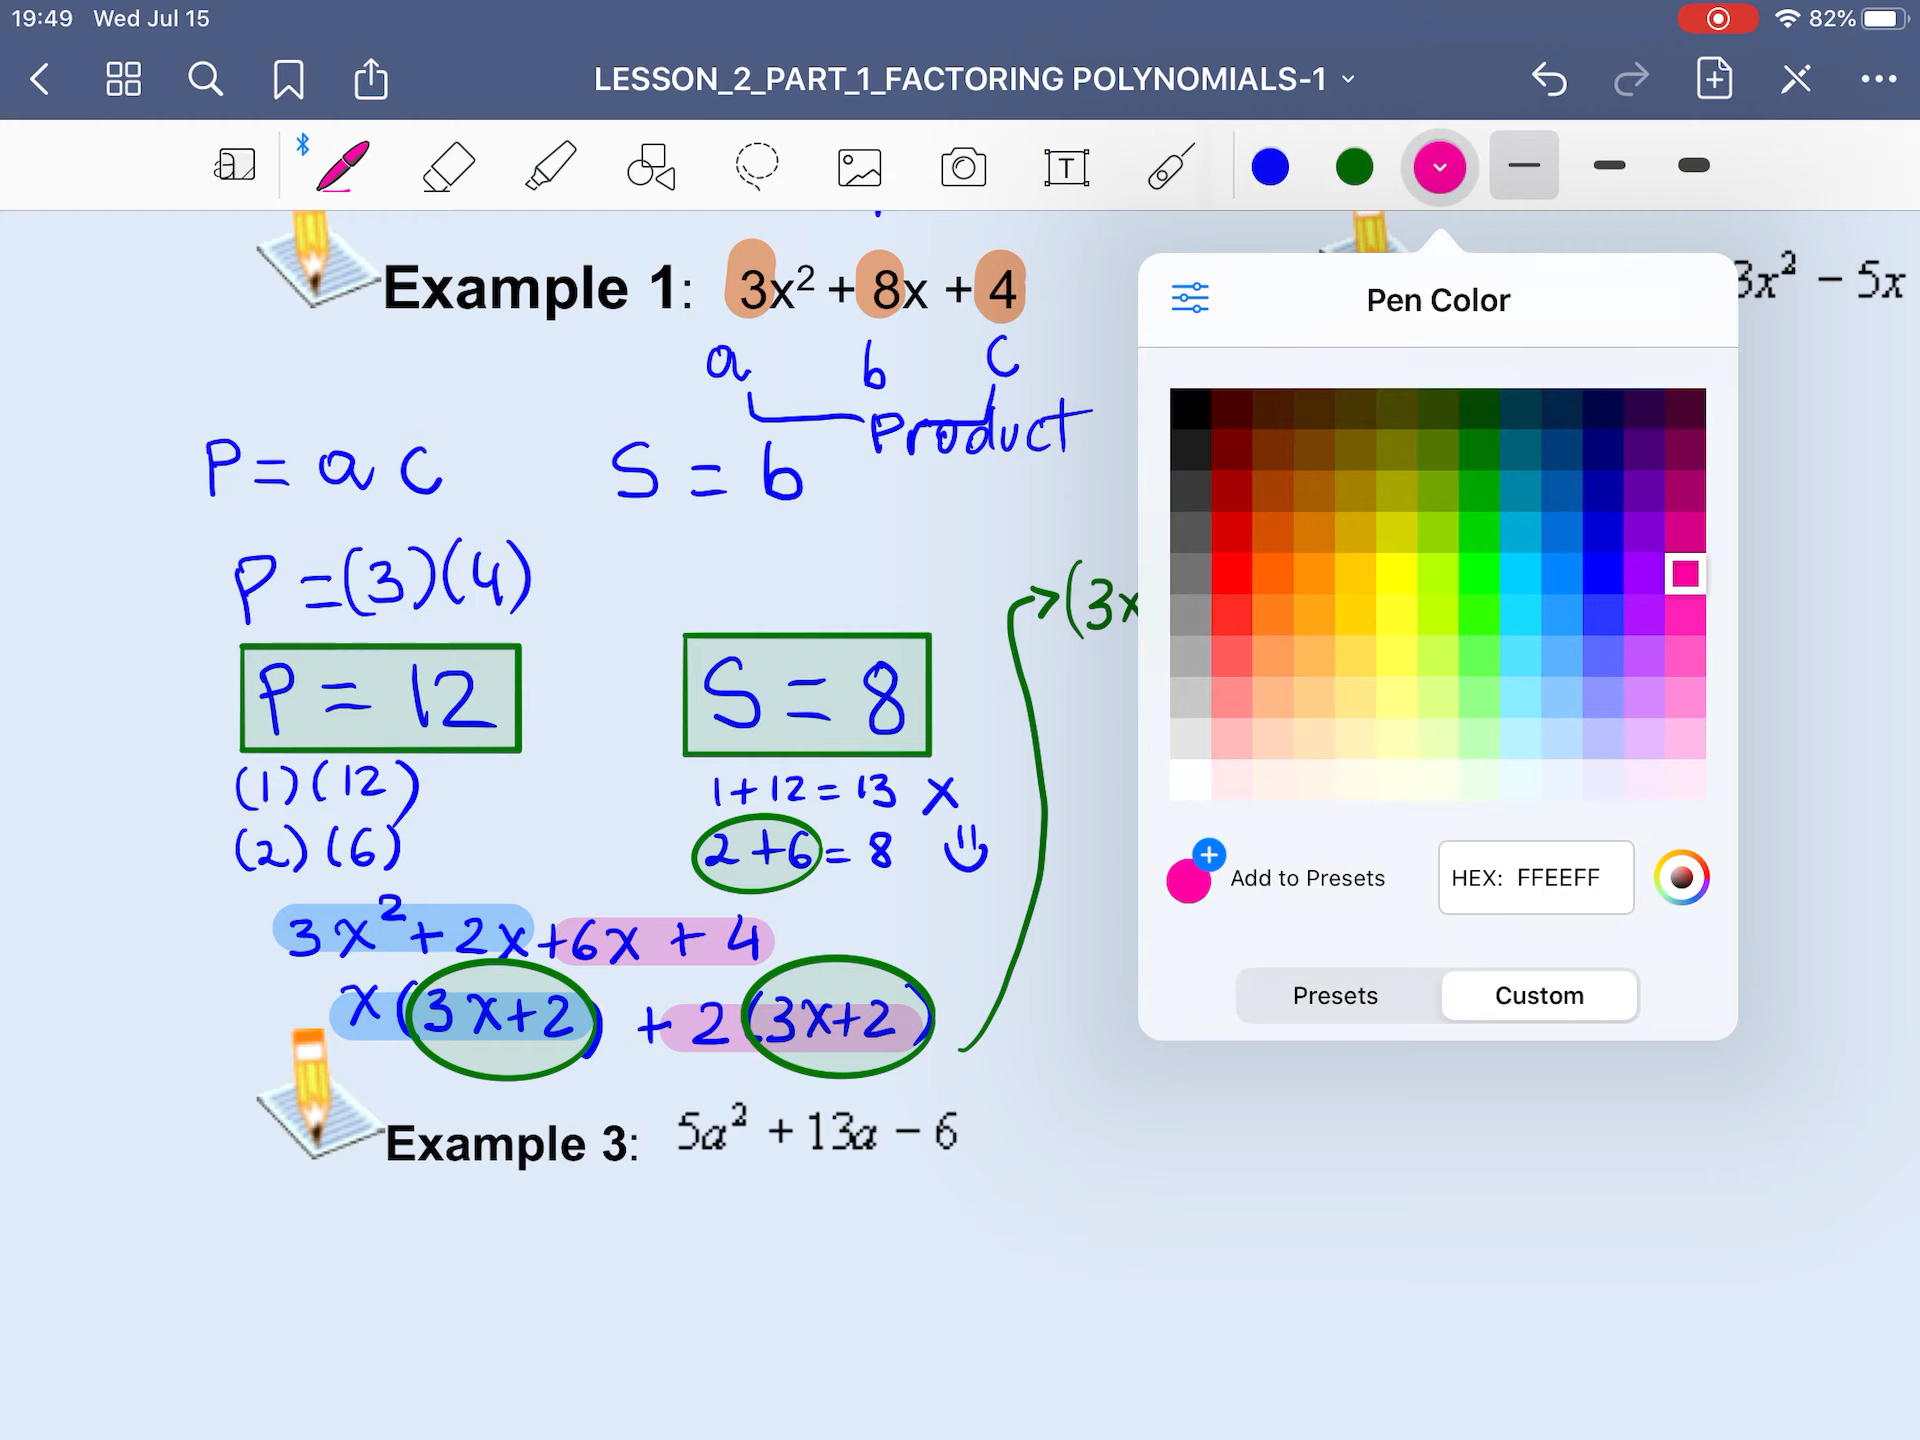 19:49 Wed Jul 15 82%
LESSON_2_PART_1_FACTORING POLYNOMIALS-1
Example 1: 3x² + 8x + 4
3x² − 5x
a b c
Product
P = a c S = b
P = (3)(4)
(3x
P = 12 S = 8
(1)(12) 1 + 12 = 13 x
(2)(6) 2 + 6 = 8
3x² + 2x + 6x + 4
x(3x+2) + 2(3x+2)
Example 3: 5a² + 13a − 6
Pen Color
Add to Presets HEX: FFEEFF
Presets Custom